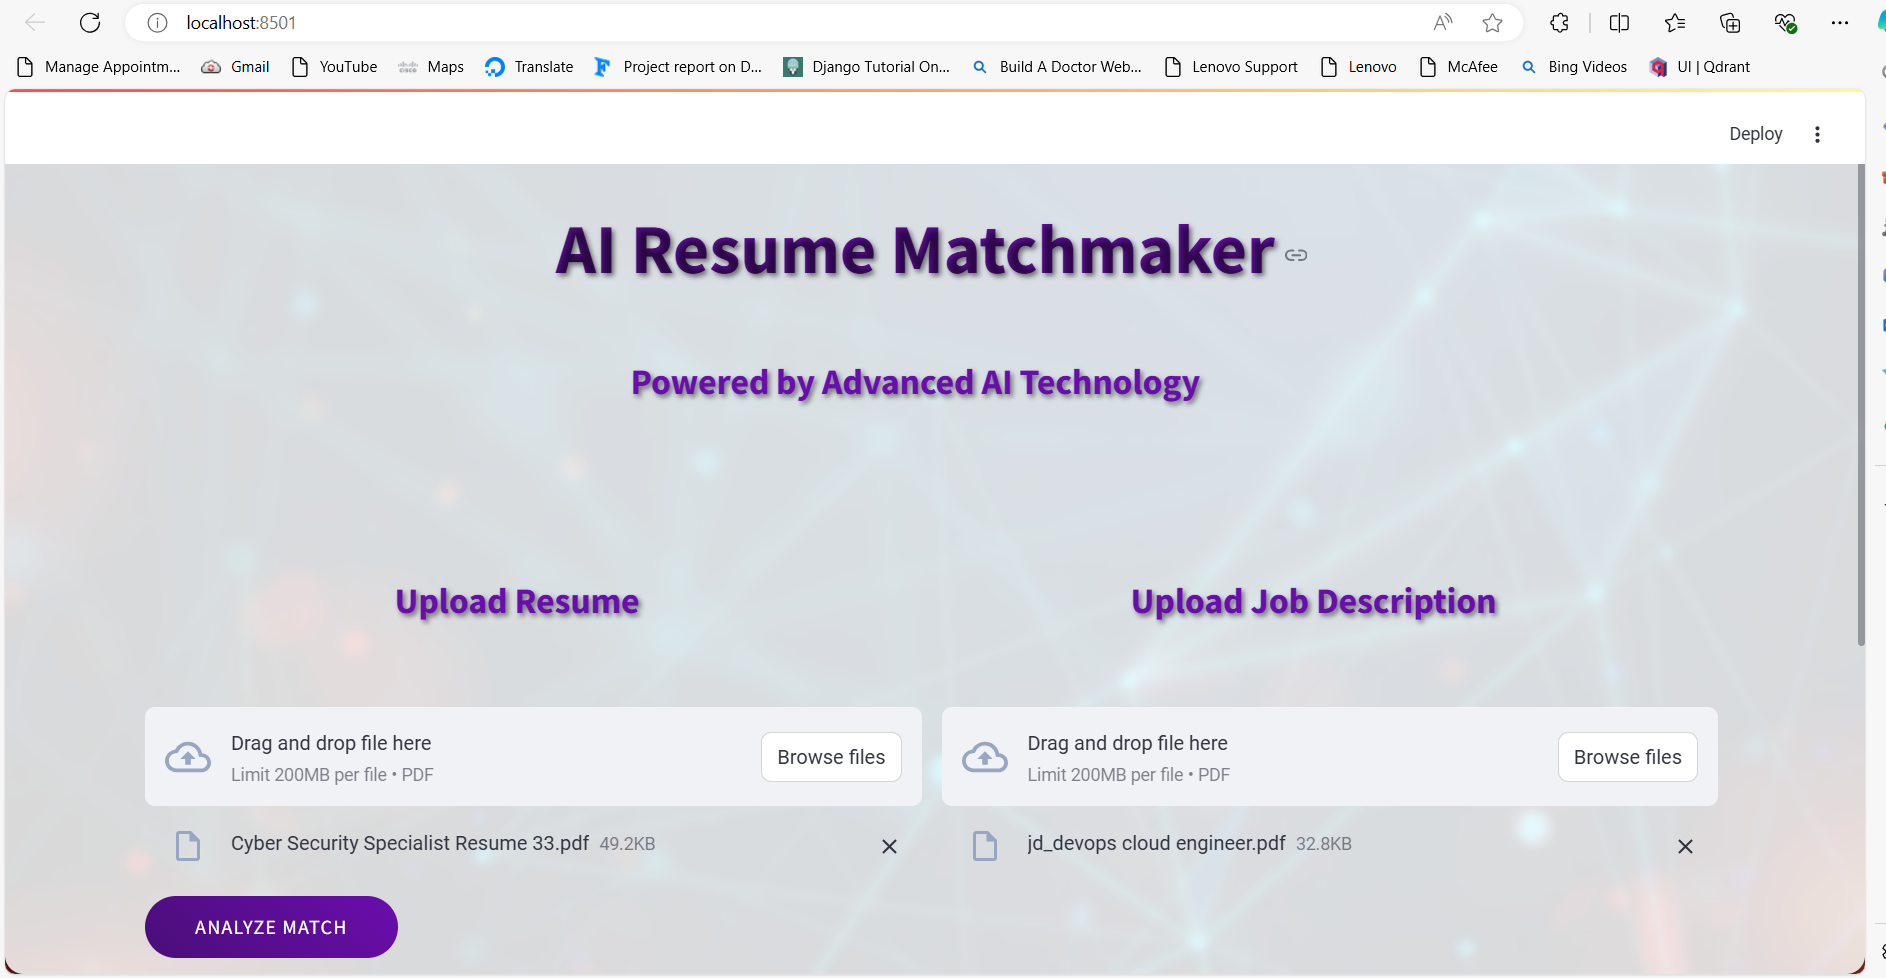 localhost:8501
Manage Appointm... Gmail YouTube Maps Translate Project report on D... Django Tutorial On... Build A Doctor Web... Lenovo Support Lenovo McAfee Bing Videos UI | Qdrant
Deploy
AI Resume Matchmaker
Powered by Advanced AI Technology
Upload Resume Upload Job Description
Drag and drop file here Browse files Drag and drop file here Browse files
Limit 200MB per file • PDF Limit 200MB per file • PDF
Cyber Security Specialist Resume 33.pdf 49.2KB jd_devops cloud engineer.pdf 32.8KB
ANALYZE MATCH